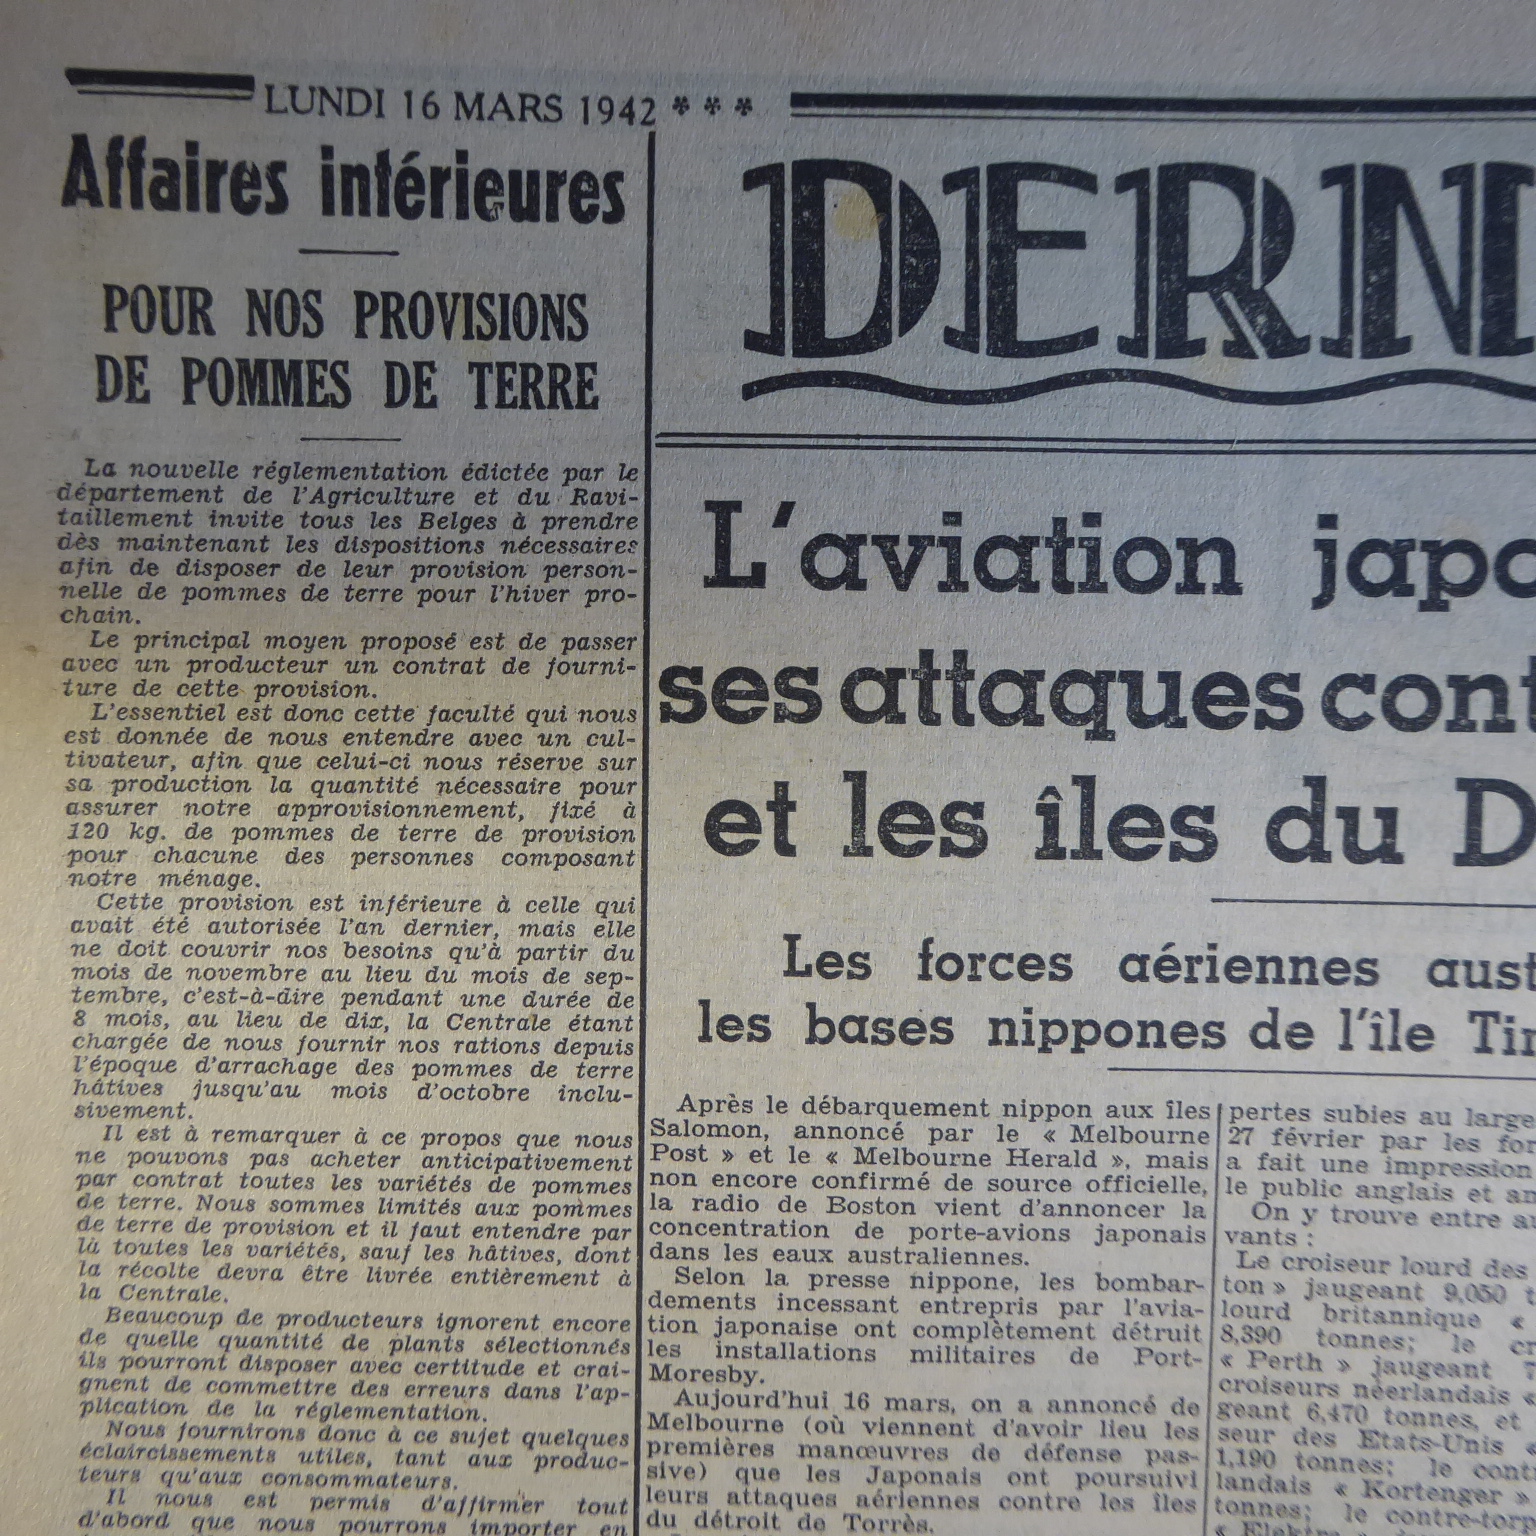 LUNDI 16 MARS 1942 * * *
Affaires intérieures
POUR NOS PROVISIONS
DE POMMES DE TERRE
La nouvelle réglementation édictée par le
département de l'Agriculture et du Ravi-
taillement invite tous les Belges à prendre
dès maintenant les dispositions nécessaires
afin de disposer de leur provision person-
nelle de pommes de terre pour l'hiver pro-
chain.
Le principal moyen proposé est de passer
avec un producteur un contrat de fourni-
ture de cette provision.
L'essentiel est donc cette faculté qui nous
est donnée de nous entendre avec un cul-
tivateur, afin que celui-ci nous réserve sur
sa production la quantité nécessaire pour
assurer notre approvisionnement, fixé à
120 kg. de pommes de terre de provision
pour chacune des personnes composant
notre ménage.
Cette provision est inférieure à celle qui
avait été autorisée l'an dernier, mais elle
ne doit couvrir nos besoins qu'à partir du
mois de novembre au lieu du mois de sep-
tembre, c'est-à-dire pendant une durée de
8 mois, au lieu de dix, la Centrale étant
chargée de nous fournir nos rations depuis
l'époque d'arrachage des pommes de terre
hâtives jusqu'au mois d'octobre inclu-
sivement.
Il est à remarquer à ce propos que nous
ne pouvons pas acheter anticipativement
par contrat toutes les variétés de pommes
de terre. Nous sommes limités aux pommes
de terre de provision et il faut entendre par
là toutes les variétés, sauf les hâtives, dont
la récolte devra être livrée entièrement à
la Centrale.
Beaucoup de producteurs ignorent encore
de quelle quantité de plants sélectionnés
ils pourront disposer avec certitude et crai-
gnent de commettre des erreurs dans l'ap-
plication de la réglementation.
Nous fournirons donc à ce sujet quelques
éclaircissements utiles, tant aux produc-
teurs qu'aux consommateurs.
Il nous est permis d'affirmer tout
d'abord que nous pourrons importer en
DERN
L'aviation japo
ses attaques cont
et les îles du D
Les forces aériennes aust
les bases nippones de l'île Tim
Après le débarquement nippon aux îles
Salomon, annoncé par le « Melbourne
Post » et le « Melbourne Herald », mais
non encore confirmé de source officielle,
la radio de Boston vient d'annoncer la
concentration de porte-avions japonais
dans les eaux australiennes.
Selon la presse nippone, les bombar-
dements incessant entrepris par l'avia-
tion japonaise ont complètement détruit
les installations militaires de Port-
Moresby.
Aujourd'hui 16 mars, on a annoncé de
Melbourne (où viennent d'avoir lieu les
premières manœuvres de défense pas-
sive) que les Japonais ont poursuivi
leurs attaques aériennes contre les îles
du détroit de Torrès.
pertes subies au large
27 février par les for
a fait une impression
le public anglais et am
On y trouve entre au
vants :
Le croiseur lourd des
ton » jaugeant 9,050 t
lourd britannique «
8,390 tonnes; le cr
« Perth » jaugeant 7
croiseurs néerlandais «
geant 6,470 tonnes, et
seur des Etats-Unis «
1,190 tonnes; le cont
landais « Kortenger »
tonnes; le contre-torp
« Elektra »